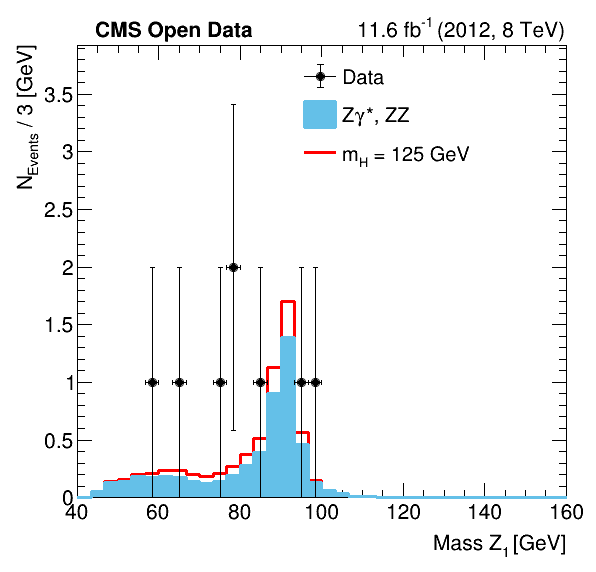 CMS Open Data
11.6 fb⁻¹ (2012, 8 TeV)
N_Events / 3 [GeV]
Data
Zγ*, ZZ
m_H = 125 GeV
3.5
3
2.5
2
1.5
1
0.5
0
40 60 80 100 120 140 160
Mass Z₁ [GeV]